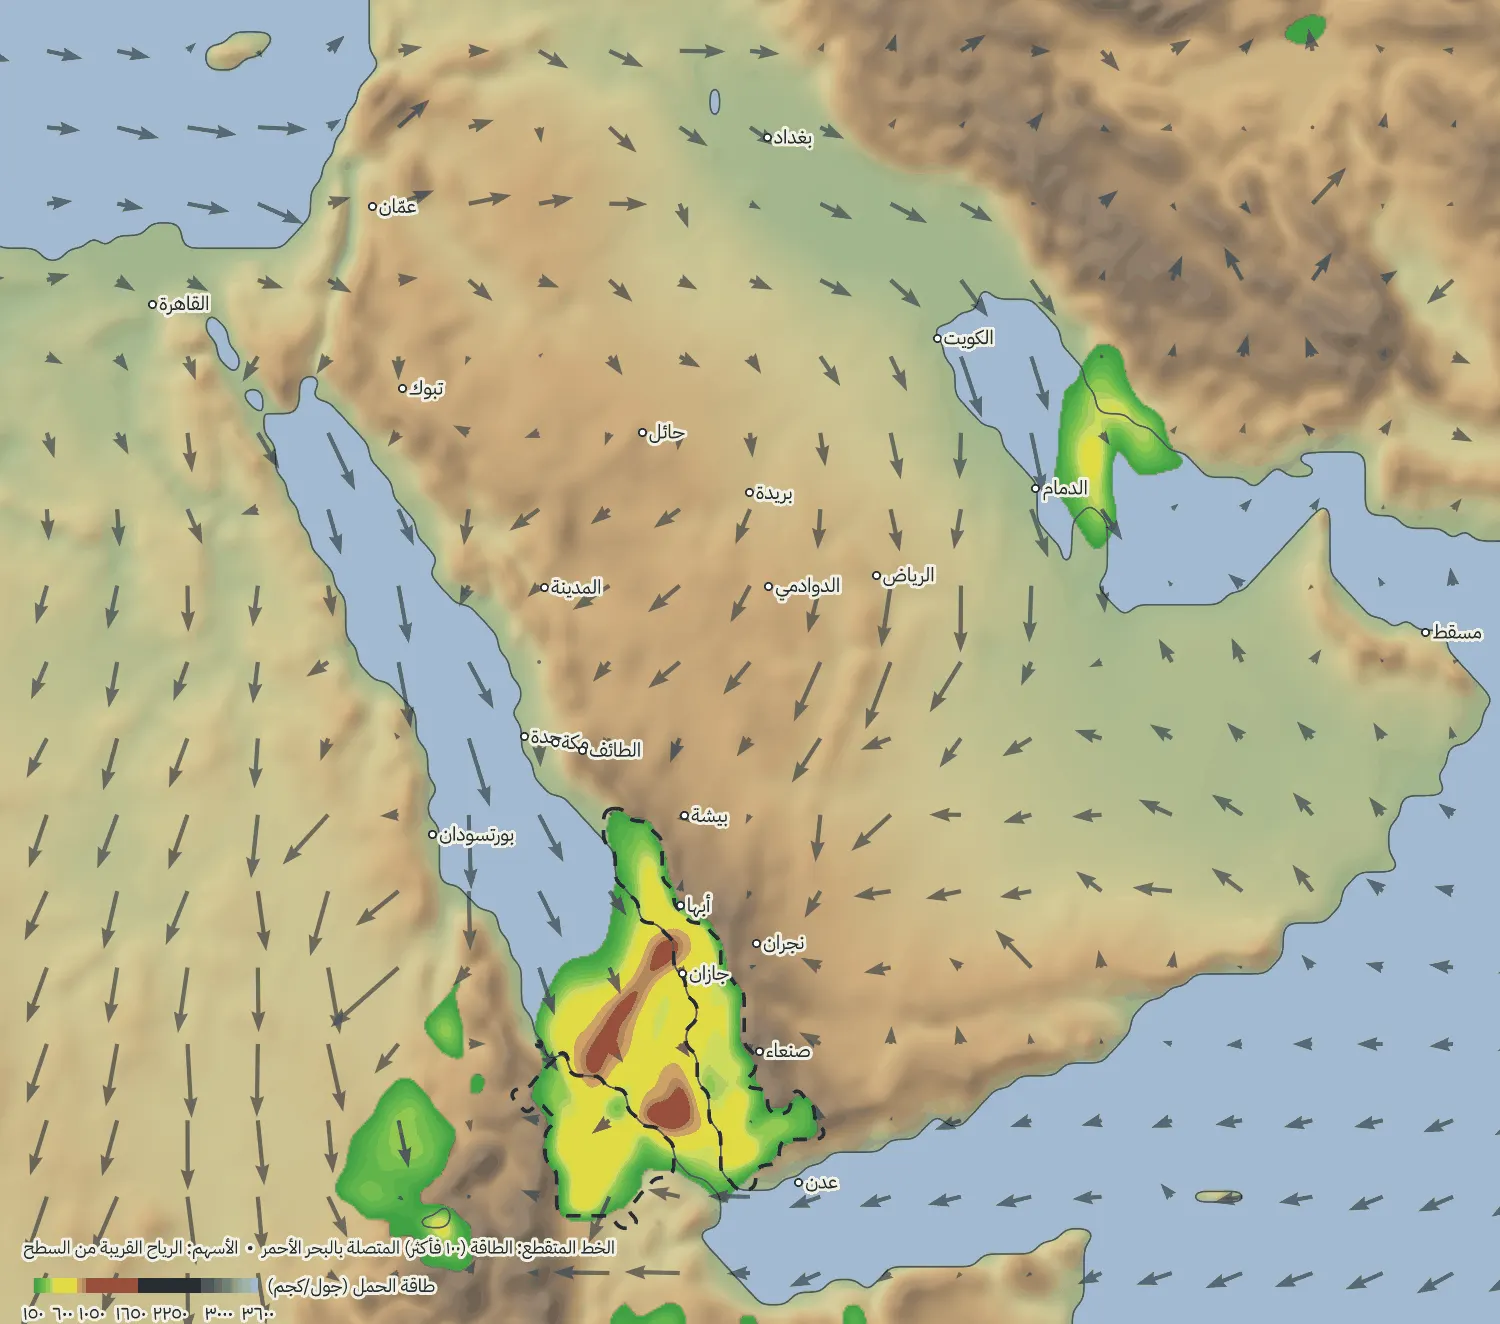 بغداد
عمّان
القاهرة
الكويت
تبوك
حائل
الدمام
بريدة
الرياض
الدوادمي
المدينة
مسقط
جدة
مكة
الطائف
بيشة
بورتسودان
أبها
نجران
جازان
صنعاء
عدن
الخط المتقطع: الطاقة (١٠٠ فأكثر) المتصلة بالبحر الأحمر • الأسهم: الرياح القريبة من السطح
طاقة الحمل (جول/كجم)
١٥٠ ٦٠٠ ١٠٥٠ ١٦٥٠ ٢٢٥٠ ٣٠٠٠ ٣٦٠٠